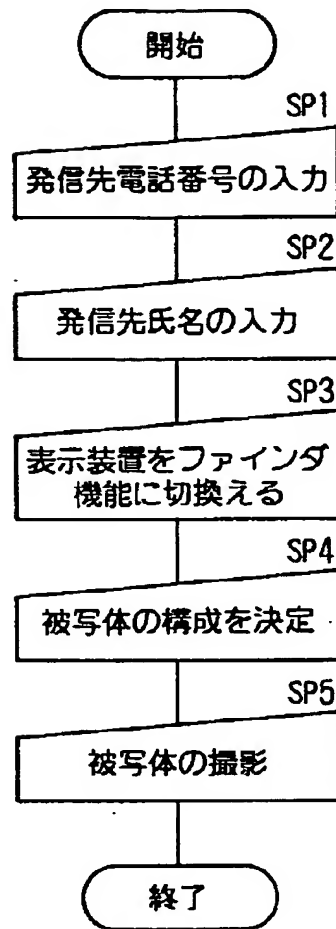 開始
SP1
発信先電話番号の入力
SP2
発信先氏名の入力
SP3
表示装置をファインダ
機能に切換える
SP4
被写体の構成を決定
SP5
被写体の撮影
終了